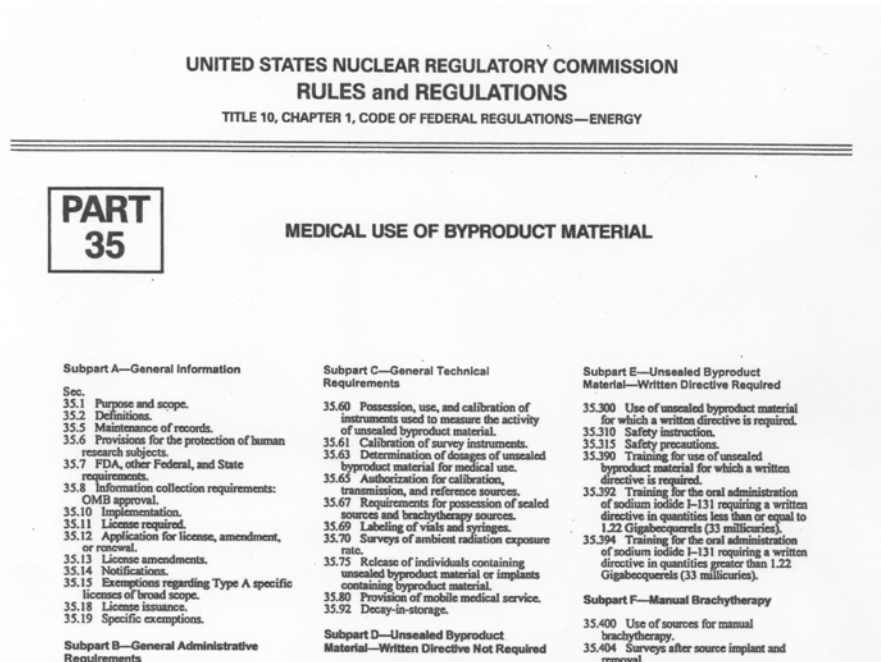 UNITED STATES NUCLEAR REGULATORY COMMISSION
RULES and REGULATIONS
TITLE 10, CHAPTER 1, CODE OF FEDERAL REGULATIONS—ENERGY
PART
35
MEDICAL USE OF BYPRODUCT MATERIAL
Subpart A—General Information
Sec.
35.1 Purpose and scope.
35.2 Definitions.
35.5 Maintenance of records.
35.6 Provisions for the protection of human
research subjects.
35.7 FDA, other Federal, and State
requirements.
35.8 Information collection requirements:
OMB approval.
35.10 Implementation.
35.11 License required.
35.12 Application for license, amendment,
or renewal.
35.13 License amendments.
35.14 Notifications.
35.15 Exemptions regarding Type A specific
licenses of broad scope.
35.18 License issuance.
35.19 Specific exemptions.
Subpart B—General Administrative
Requirements
Subpart C—General Technical
Requirements
35.60 Possession, use, and calibration of
instruments used to measure the activity
of unsealed byproduct material.
35.61 Calibration of survey instruments.
35.63 Determination of dosages of unsealed
byproduct material for medical use.
35.65 Authorization for calibration,
transmission, and reference sources.
35.67 Requirements for possession of sealed
sources and brachytherapy sources.
35.69 Labeling of vials and syringes.
35.70 Surveys of ambient radiation exposure
rate.
35.75 Release of individuals containing
unsealed byproduct material or implants
containing byproduct material.
35.80 Provision of mobile medical service.
35.92 Decay-in-storage.
Subpart D—Unsealed Byproduct
Material—Written Directive Not Required
Subpart E—Unsealed Byproduct
Material—Written Directive Required
35.300 Use of unsealed byproduct material
for which a written directive is required.
35.310 Safety instruction.
35.315 Safety precautions.
35.390 Training for use of unsealed
byproduct material for which a written
directive is required.
35.392 Training for the oral administration
of sodium iodide I–131 requiring a written
directive in quantities less than or equal to
1.22 Gigabecquerels (33 millicuries).
35.394 Training for the oral administration
of sodium iodide I–131 requiring a written
directive in quantities greater than 1.22
Gigabecquerels (33 millicuries).
Subpart F—Manual Brachytherapy
35.400 Use of sources for manual
brachytherapy.
35.404 Surveys after source implant and
removal.